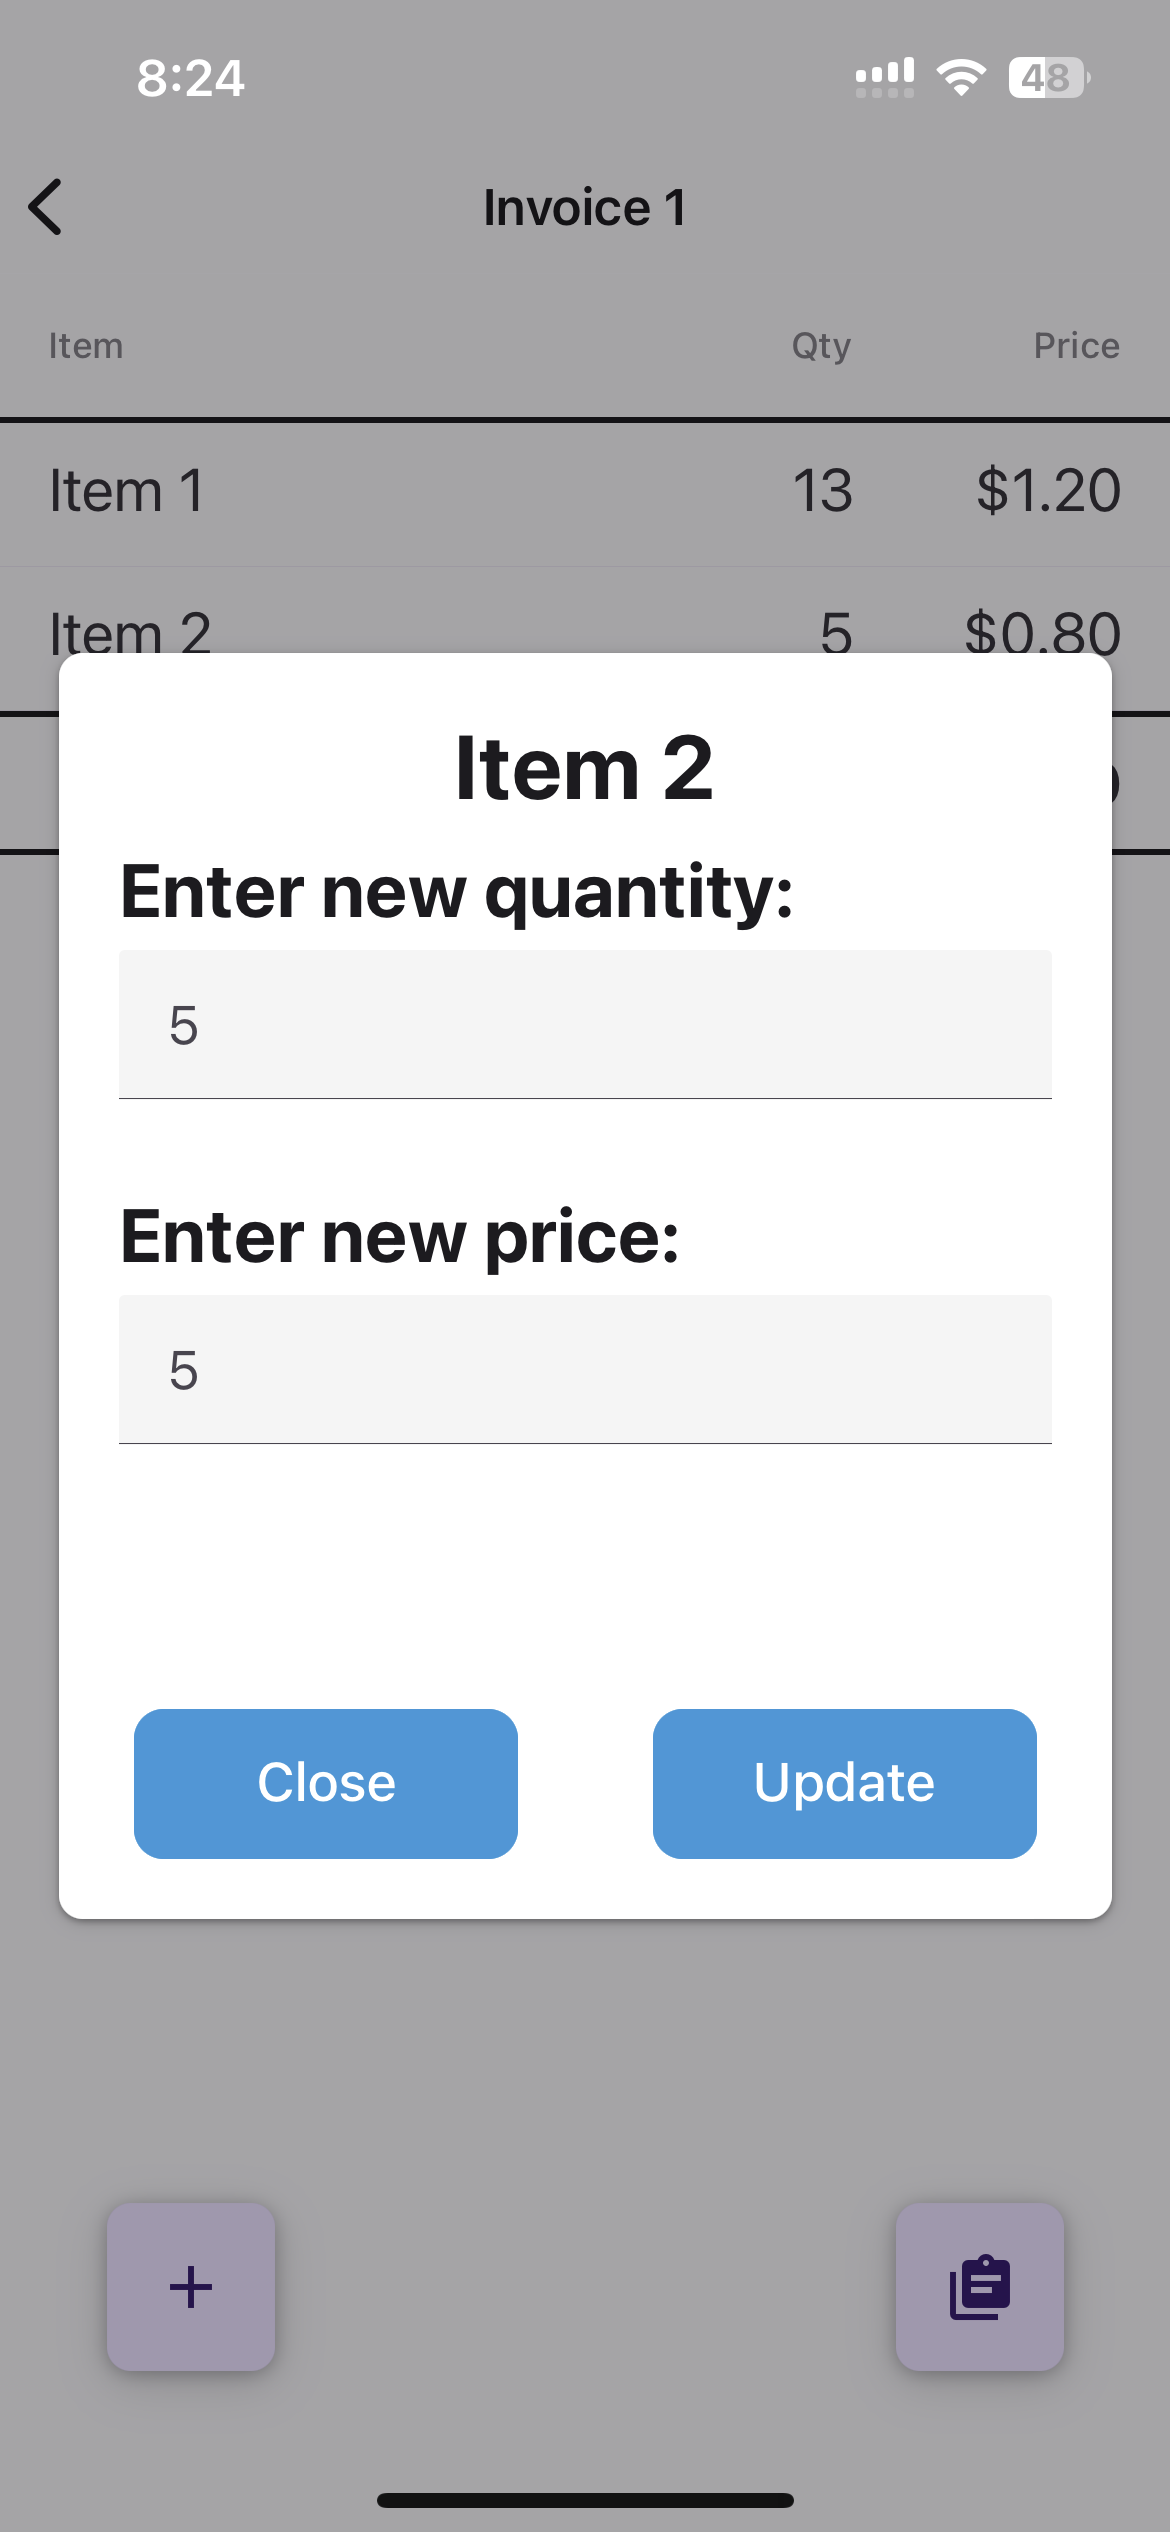 8:24 48
Invoice 1
Item Qty Price
Item 1 13 $1.20
Item 2 5 $0.80
Item 2
Enter new quantity:
5
Enter new price:
5
Close Update